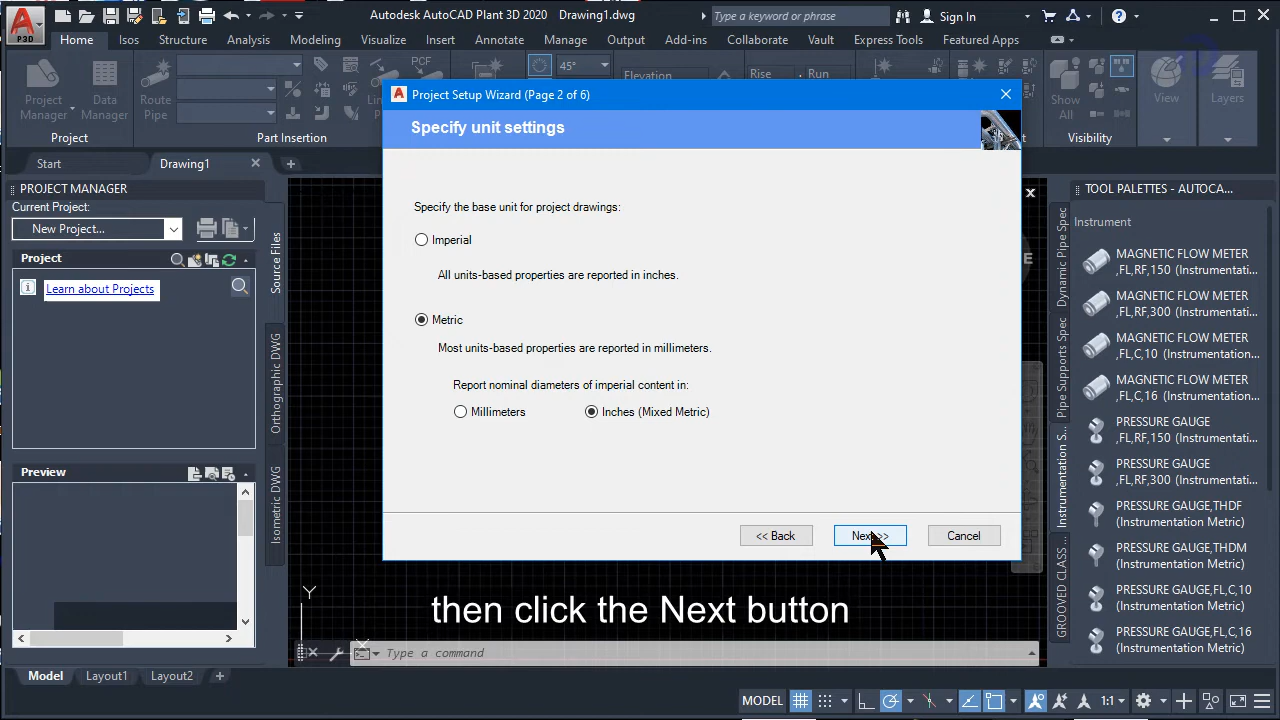 Autodesk AutoCAD Plant 3D 2020 Drawing1.dwg
Type a keyword or phrase
Sign In
P3D
Home Isos Structure Analysis Modeling Visualize Insert Annotate Manage Output Add-ins Collaborate Vault Express Tools Featured Apps
Project
Manager
Data
Manager
Route
Pipe
PCF
45°
Elevation
Rise
Run
Show
All
View
Layers
Project
Part Insertion
Visibility
Start
Drawing1
PROJECT MANAGER
Current Project:
New Project...
Project
Learn about Projects
Preview
Source Files
Orthographic DWG
Isometric DWG
Project Setup Wizard (Page 2 of 6)
Specify unit settings
Specify the base unit for project drawings:
Imperial
All units-based properties are reported in inches.
Metric
Most units-based properties are reported in millimeters.
Report nominal diameters of imperial content in:
Millimeters
Inches (Mixed Metric)
<< Back
Next >>
Cancel
E
Y
X
then click the Next button
Type a command
TOOL PALETTES - AUTOCA...
Dynamic Pipe Spec
Pipe Supports Spec
Instrumentation S...
GROOVED CLASS
Instrument
MAGNETIC FLOW METER
,FL,RF,150 (Instrumentati...
MAGNETIC FLOW METER
,FL,RF,300 (Instrumentati...
MAGNETIC FLOW METER
,FL,C,10 (Instrumentation...
MAGNETIC FLOW METER
,FL,C,16 (Instrumentation...
PRESSURE GAUGE
,FL,RF,150 (Instrumentati...
PRESSURE GAUGE
,FL,RF,300 (Instrumentati...
PRESSURE GAUGE,THDF
(Instrumentation Metric)
PRESSURE GAUGE,THDM
(Instrumentation Metric)
PRESSURE GAUGE,FL,C,10
(Instrumentation Metric)
PRESSURE GAUGE,FL,C,16
(Instrumentation Metric)
Model
Layout1
Layout2
MODEL
1:1